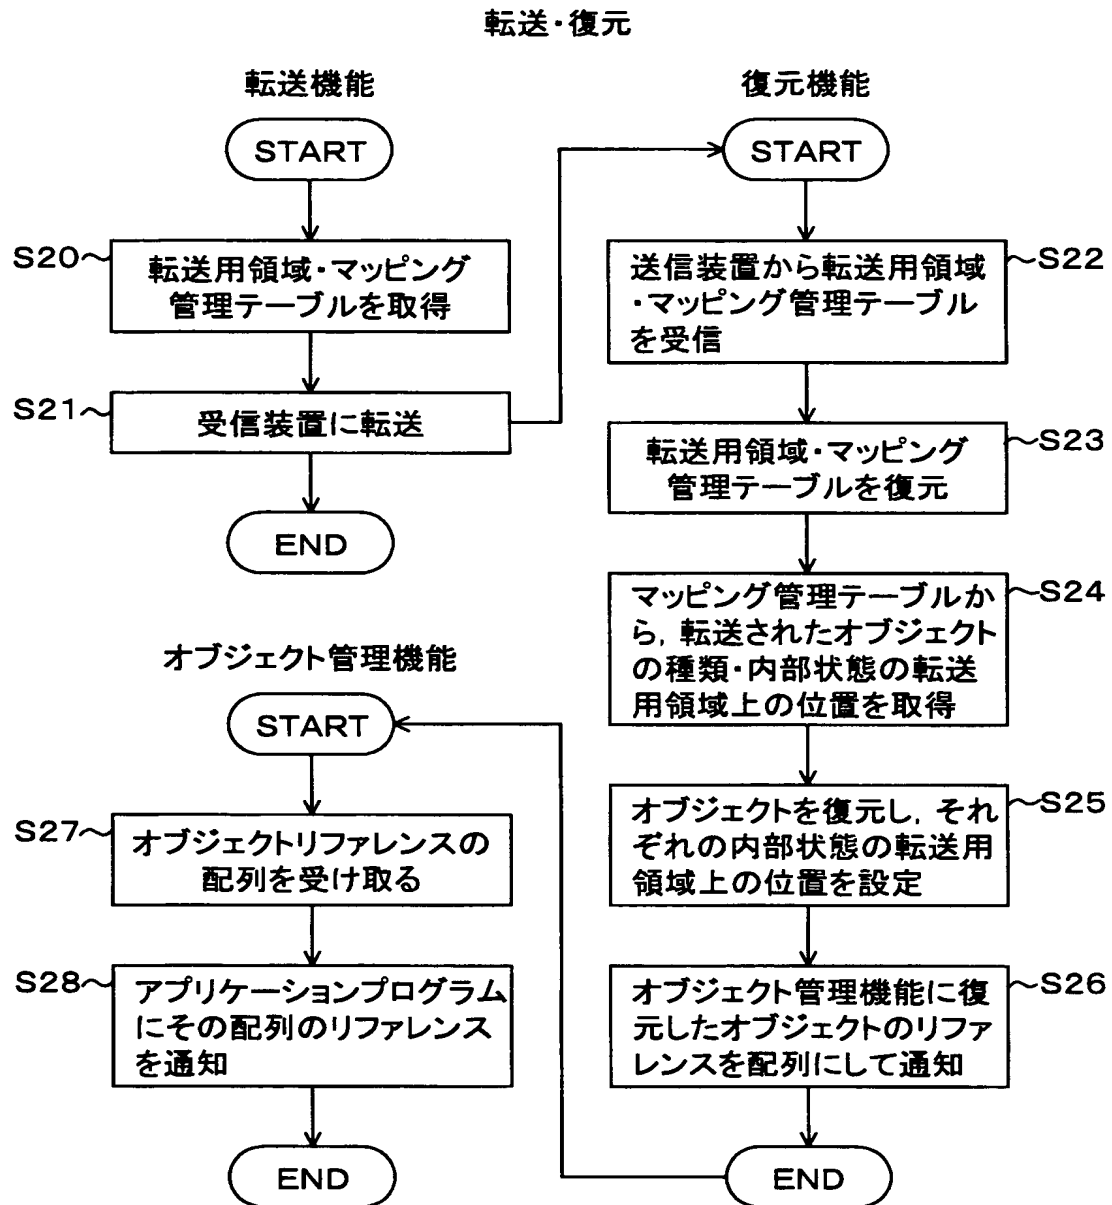 転送・復元
転送機能
START
S20
転送用領域・マッピング
管理テーブルを取得
S21
受信装置に転送
END
復元機能
START
S22
送信装置から転送用領域
・マッピング管理テーブル
を受信
S23
転送用領域・マッピング
管理テーブルを復元
S24
マッピング管理テーブルか
ら，転送されたオブジェクト
の種類・内部状態の転送
用領域上の位置を取得
S25
オブジェクトを復元し，それ
ぞれの内部状態の転送用
領域上の位置を設定
S26
オブジェクト管理機能に復
元したオブジェクトのリファ
レンスを配列にして通知
END
オブジェクト管理機能
START
S27
オブジェクトリファレンスの
配列を受け取る
S28
アプリケーションプログラム
にその配列のリファレンス
を通知
END